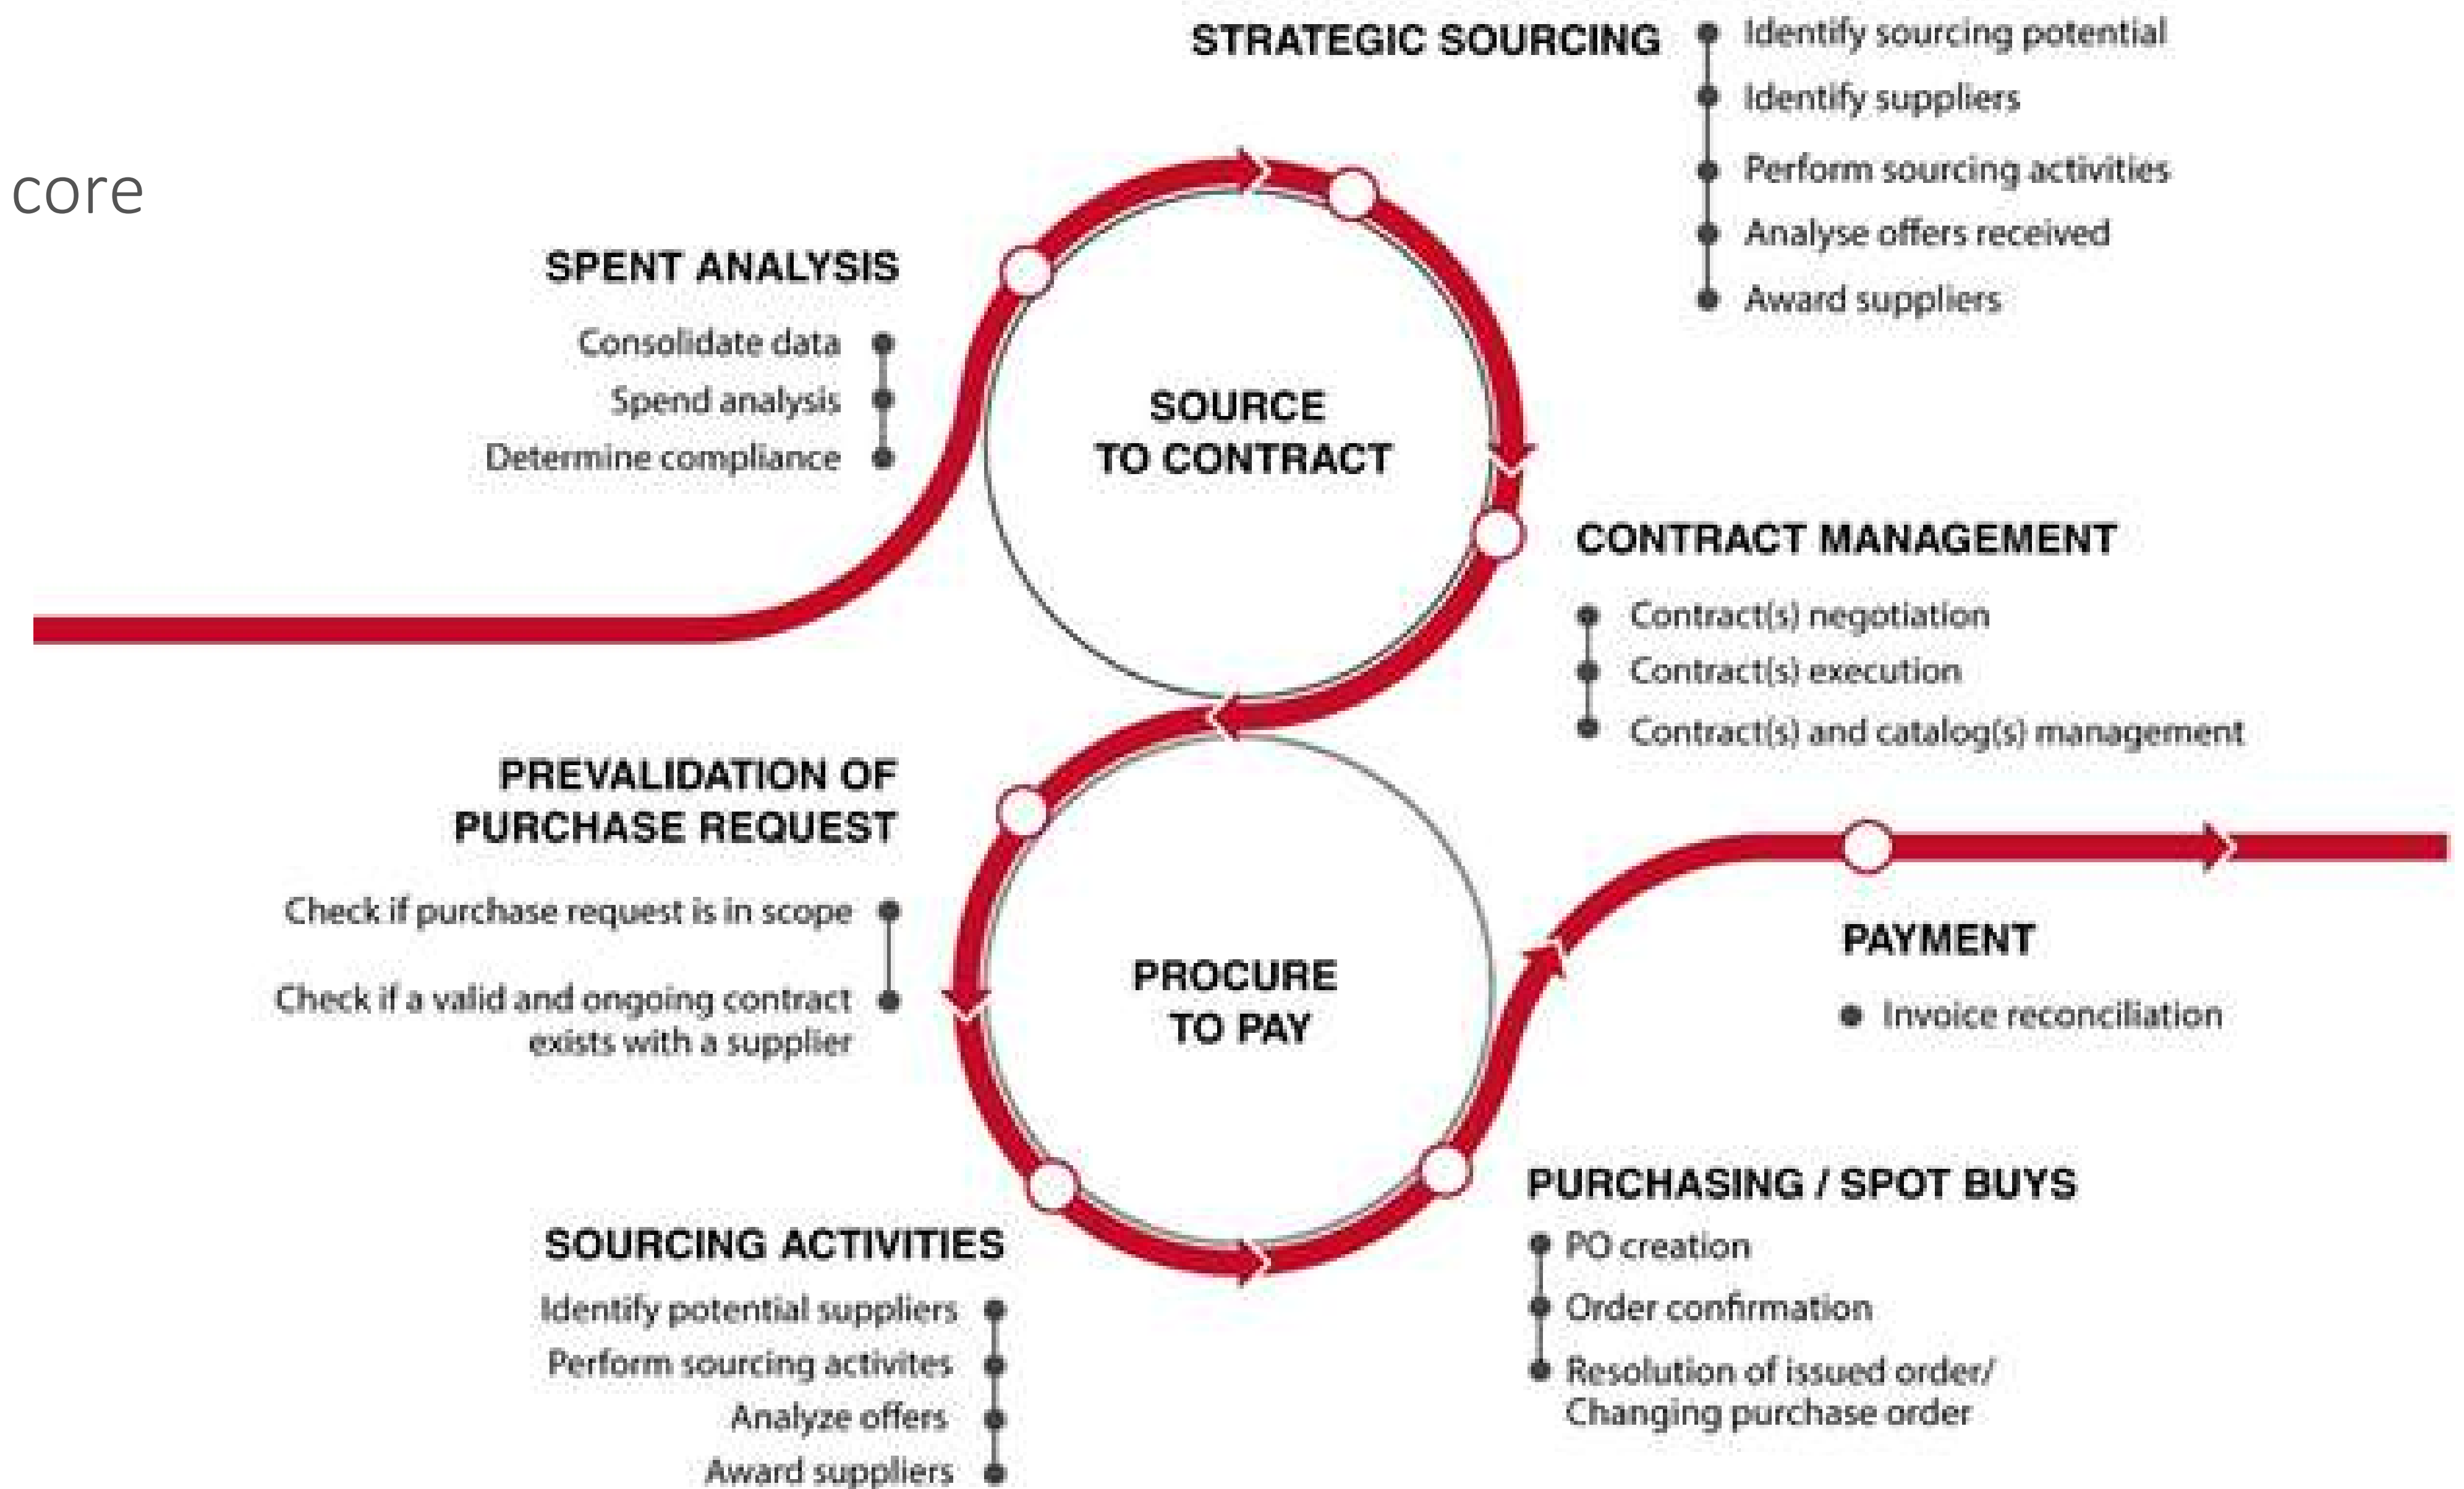 core
STRATEGIC SOURCING
Identify sourcing potential
Identify suppliers
Perform sourcing activities
Analyse offers received
Award suppliers
SPENT ANALYSIS
Consolidate data
Spend analysis
Determine compliance
SOURCE
TO CONTRACT
CONTRACT MANAGEMENT
Contract(s) negotiation
Contract(s) execution
Contract(s) and catalog(s) management
PREVALIDATION OF
PURCHASE REQUEST
Check if purchase request is in scope
Check if a valid and ongoing contract
exists with a supplier
PROCURE
TO PAY
PAYMENT
Invoice reconciliation
SOURCING ACTIVITIES
Identify potential suppliers
Perform sourcing activites
Analyze offers
Award suppliers
PURCHASING / SPOT BUYS
PO creation
Order confirmation
Resolution of issued order/
Changing purchase order